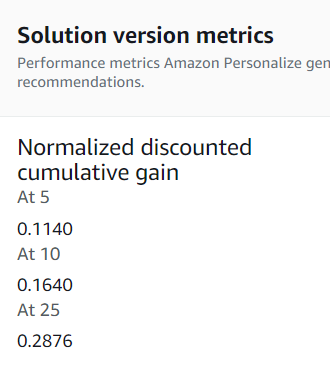 Solution version metrics
Performance metrics Amazon Personalize gen
recommendations.
Normalized discounted
cumulative gain
At 5
0.1140
At 10
0.1640
At 25
0.2876